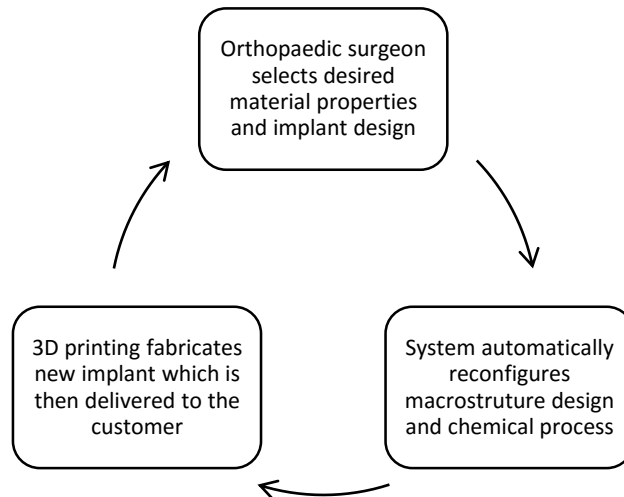 Orthopaedic surgeon
selects desired
material properties
and implant design
System automatically
reconfigures
macrostruture design
and chemical process
3D printing fabricates
new implant which is
then delivered to the
customer